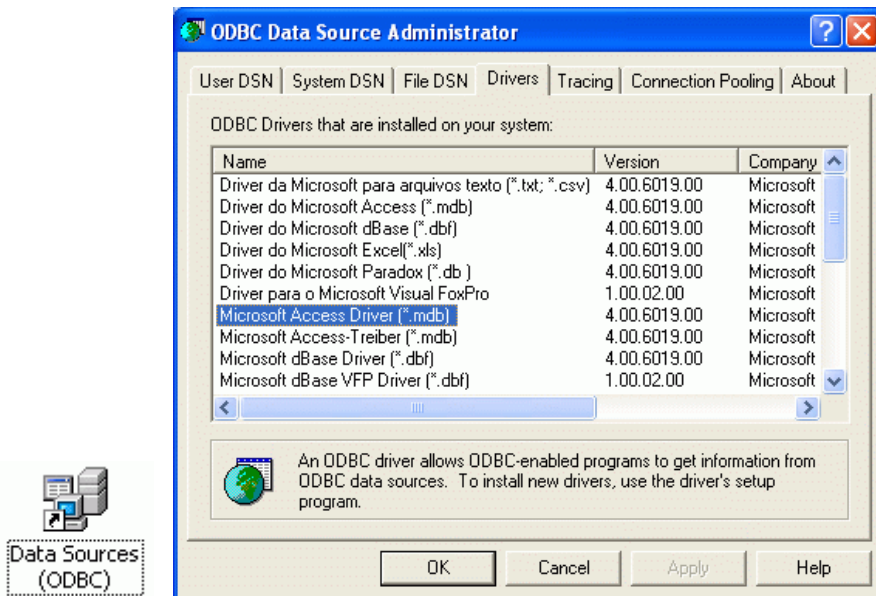 ODBC Data Source Administrator
User DSN System DSN File DSN Drivers Tracing Connection Pooling About
ODBC Drivers that are installed on your system:
Name Version Company
Driver da Microsoft para arquivos texto (*.txt; *.csv) 4.00.6019.00 Microsoft
Driver do Microsoft Access (*.mdb) 4.00.6019.00 Microsoft
Driver do Microsoft dBase (*.dbf) 4.00.6019.00 Microsoft
Driver do Microsoft Excel(*.xls) 4.00.6019.00 Microsoft
Driver do Microsoft Paradox (*.db ) 4.00.6019.00 Microsoft
Driver para o Microsoft Visual FoxPro 1.00.02.00 Microsoft
Microsoft Access Driver (*.mdb) 4.00.6019.00 Microsoft
Microsoft Access-Treiber (*.mdb) 4.00.6019.00 Microsoft
Microsoft dBase Driver (*.dbf) 4.00.6019.00 Microsoft
Microsoft dBase VFP Driver (*.dbf) 1.00.02.00 Microsoft
An ODBC driver allows ODBC-enabled programs to get information from
ODBC data sources. To install new drivers, use the driver's setup
program.
OK Cancel Apply Help
Data Sources
(ODBC)